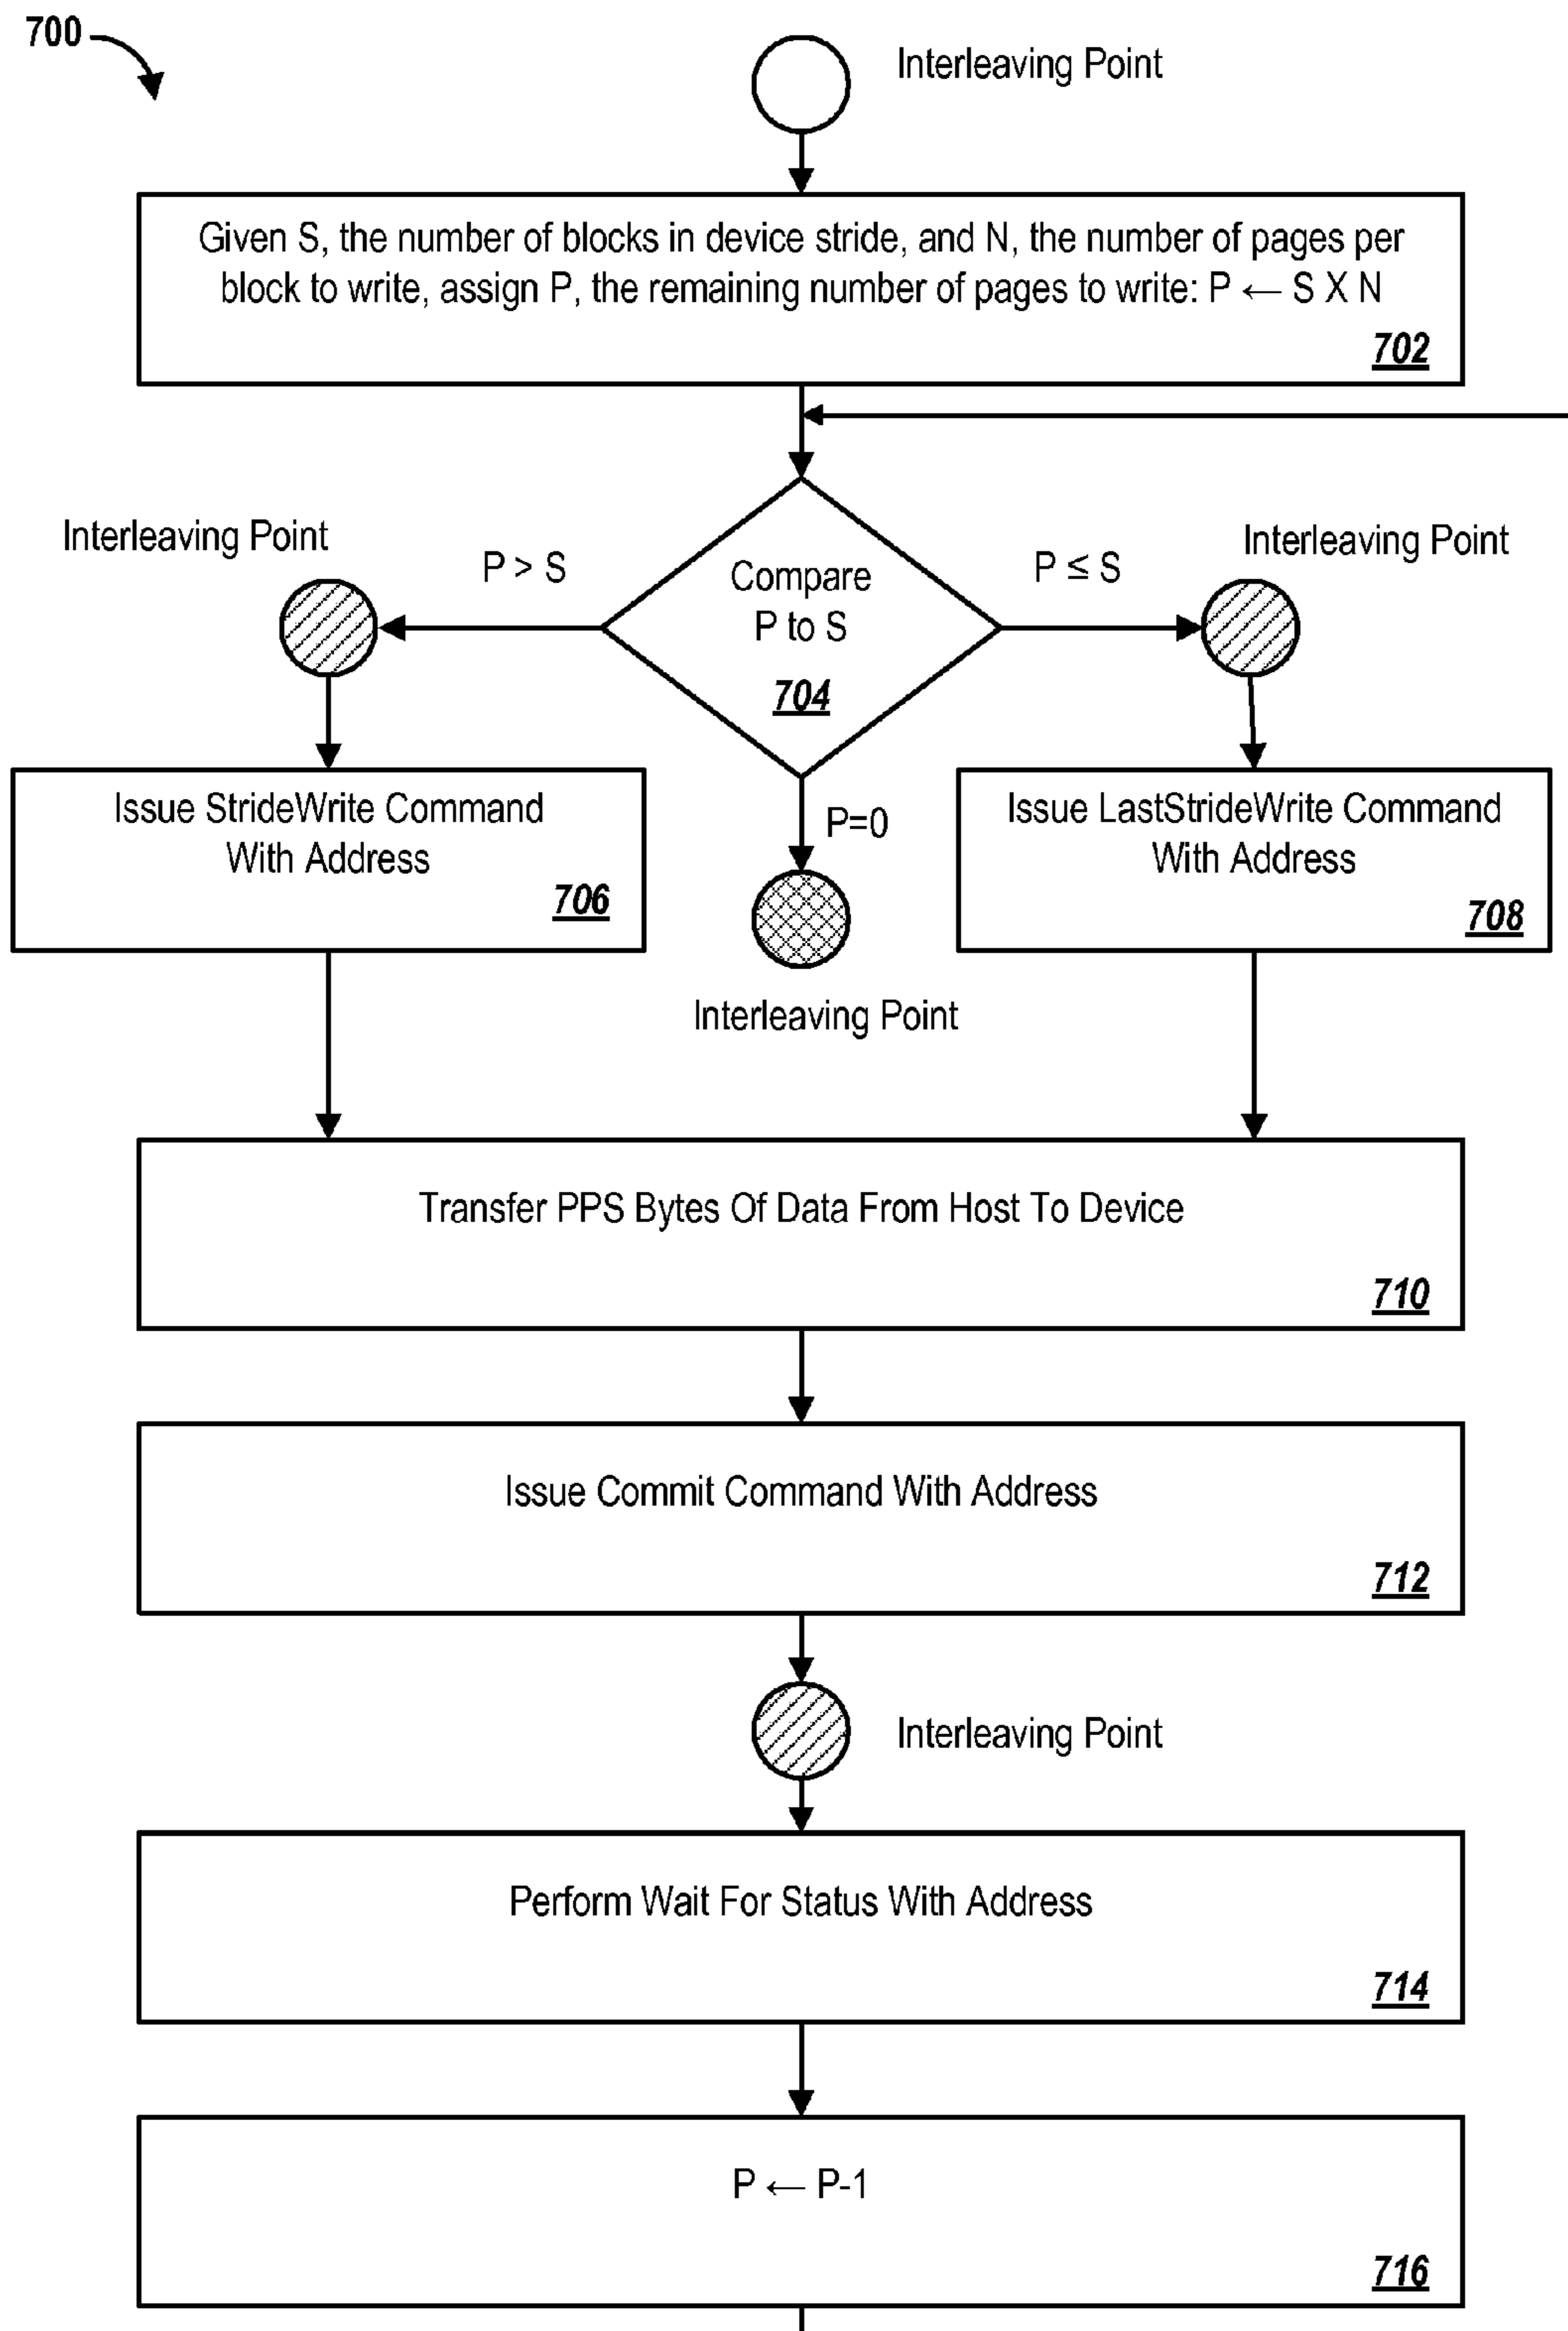 700
Interleaving Point
Given S, the number of blocks in device stride, and N, the number of pages per
block to write, assign P, the remaining number of pages to write: P ← S X N
702
Interleaving Point
P > S
Compare
P to S
704
P ≤ S
Interleaving Point
Issue StrideWrite Command
With Address
706
P=0
Interleaving Point
Issue LastStrideWrite Command
With Address
708
Transfer PPS Bytes Of Data From Host To Device
710
Issue Commit Command With Address
712
Interleaving Point
Perform Wait For Status With Address
714
P ← P-1
716